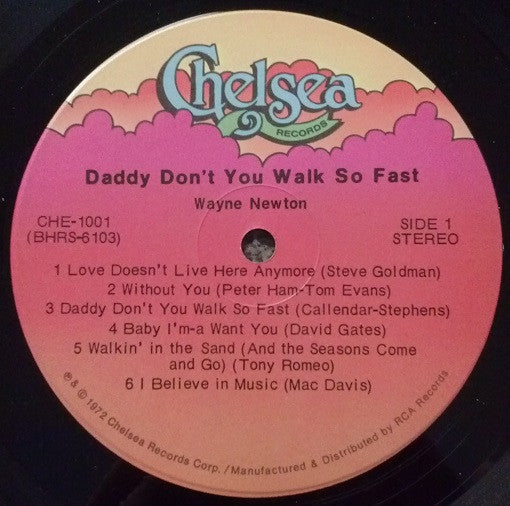 Chelsea
RECORDS
Daddy Don't You Walk So Fast
Wayne Newton
CHE-1001
(BHRS-6103)
SIDE 1
STEREO
1 Love Doesn't Live Here Anymore (Steve Goldman)
2 Without You (Peter Ham-Tom Evans)
3 Daddy Don't You Walk So Fast (Callendar-Stephens)
4 Baby I'm-a Want You (David Gates)
5 Walkin' in the Sand (And the Seasons Come
and Go) (Tony Romeo)
6 I Believe in Music (Mac Davis)
℗ & © 1972 Chelsea Records Corp. / Manufactured & Distributed by RCA Records